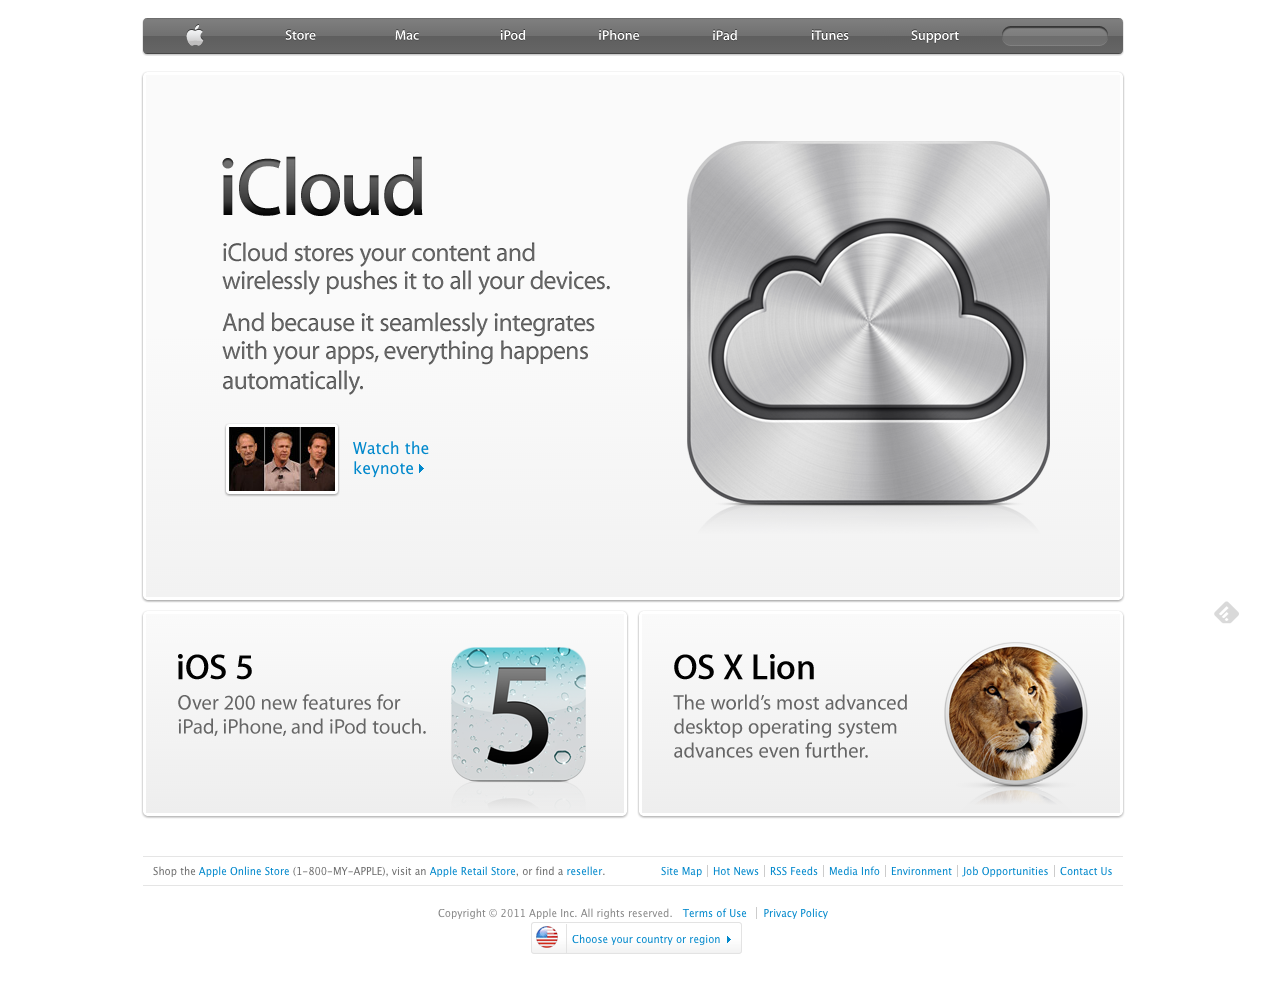 Store Mac iPod iPhone iPad iTunes Support
iCloud
iCloud stores your content and
wirelessly pushes it to all your devices.
And because it seamlessly integrates
with your apps, everything happens
automatically.
Watch the
keynote
iOS 5
Over 200 new features for
iPad, iPhone, and iPod touch.
5
OS X Lion
The world's most advanced
desktop operating system
advances even further.
Shop the Apple Online Store (1-800-MY-APPLE), visit an Apple Retail Store, or find a reseller.
Site Map Hot News RSS Feeds Media Info Environment Job Opportunities Contact Us
Copyright © 2011 Apple Inc. All rights reserved. Terms of Use Privacy Policy
Choose your country or region